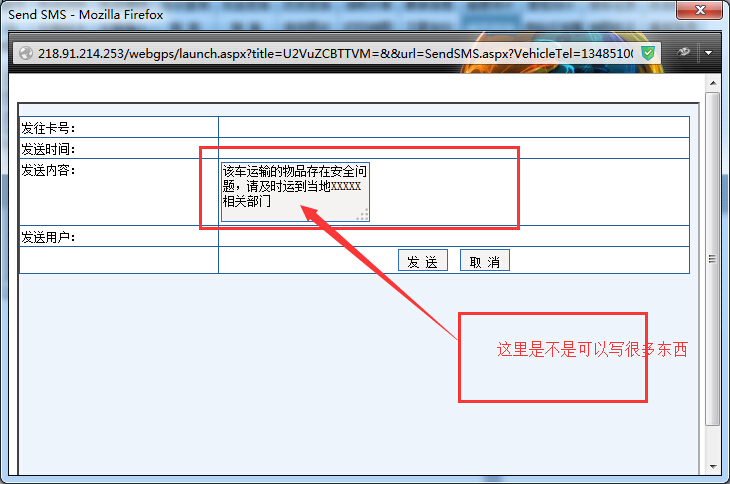 Send SMS - Mozilla Firefox
218.91.214.253/webgps/launch.aspx?title=U2VuZCBTTVM=&&url=SendSMS.aspx?VehicleTel=13485100
发往卡号：
发送时间：
发送内容：
该车运输的物品存在安全问
题，请及时运到当地XXXXX
相关部门
发送用户：
发 送 取 消
这里是不是可以写很多东西